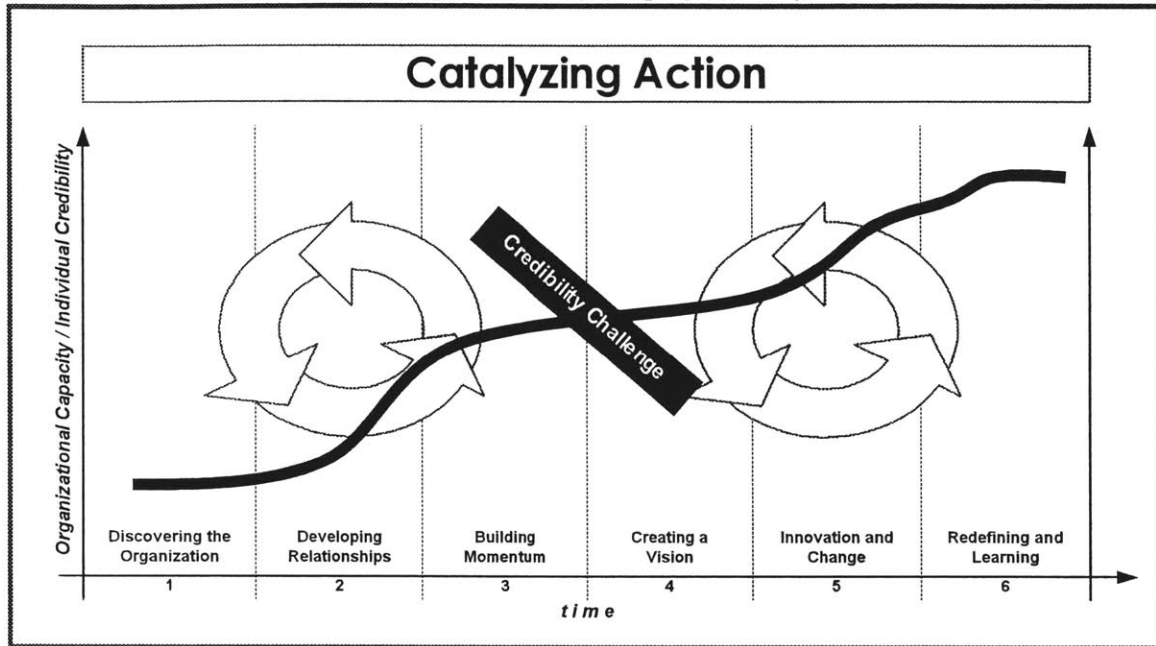 Catalyzing Action
Organizational Capacity / Individual Credibility
Credibility Challenge
Discovering the
Organization
Developing
Relationships
Building
Momentum
Creating a
Vision
Innovation and
Change
Redefining and
Learning
1
2
3
4
5
6
time